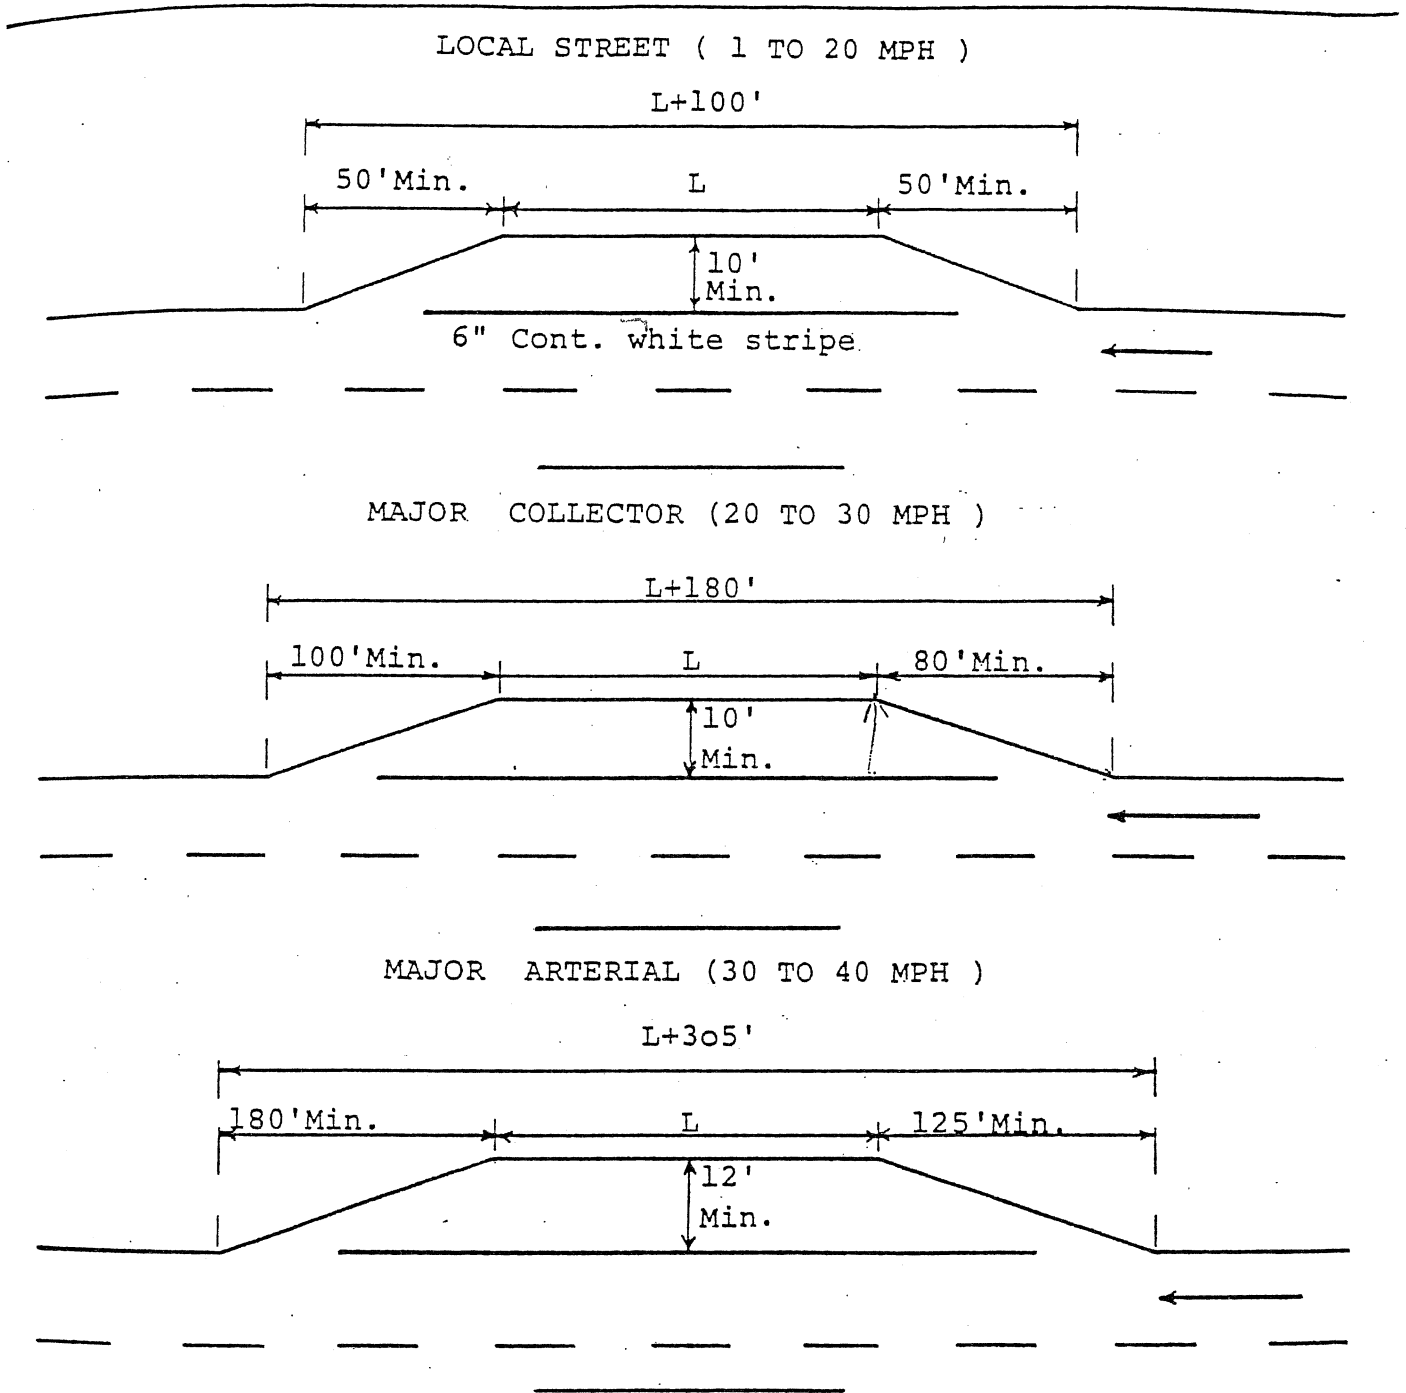 LOCAL STREET ( 1 TO 20 MPH )
L+100'
50'Min. L 50'Min.
10'
Min.
6" Cont. white stripe
MAJOR COLLECTOR (20 TO 30 MPH )
L+180'
100'Min. L 80'Min.
10'
Min.
MAJOR ARTERIAL (30 TO 40 MPH )
L+3o5'
180'Min. L 125'Min.
12'
Min.